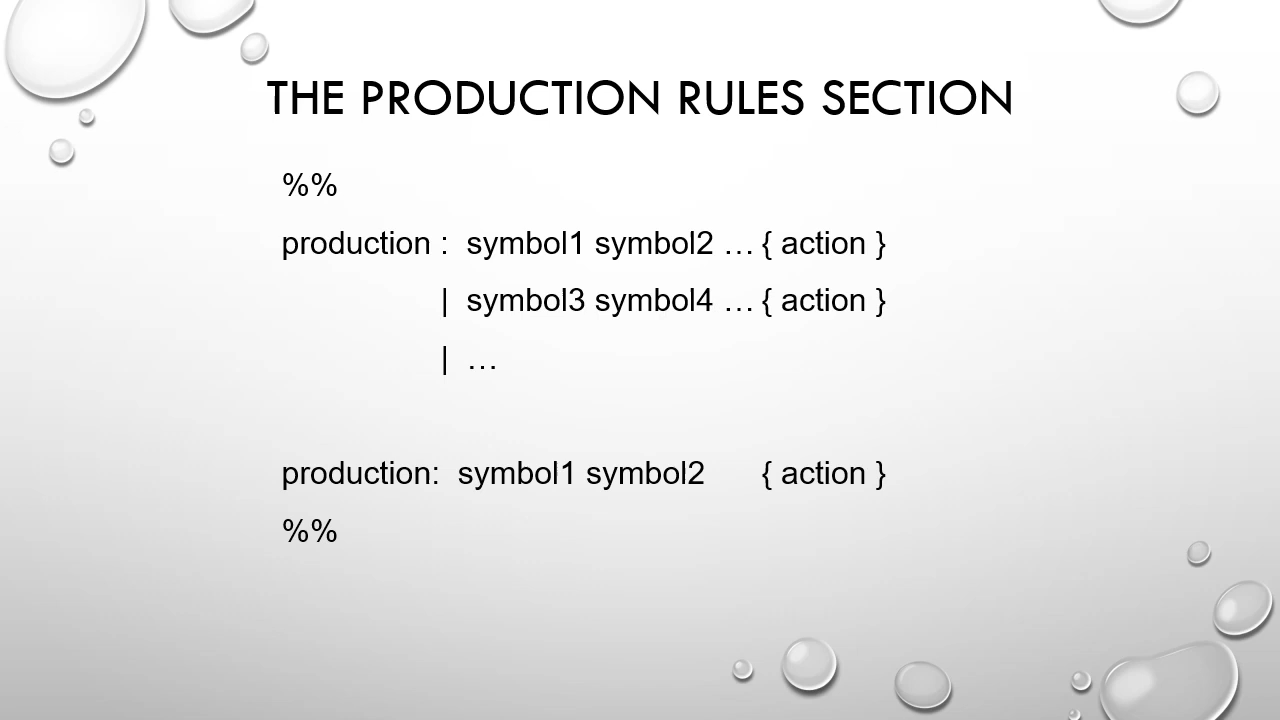 THE PRODUCTION RULES SECTION
%%
production : symbol1 symbol2 … { action }
| symbol3 symbol4 … { action }
| …
production: symbol1 symbol2 { action }
%%